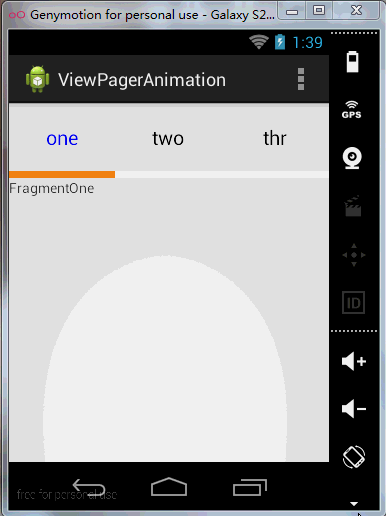 Genymotion for personal use - Galaxy S2...
1:39
ViewPagerAnimation
GPS
one two thr
FragmentOne
ID
free for personal use